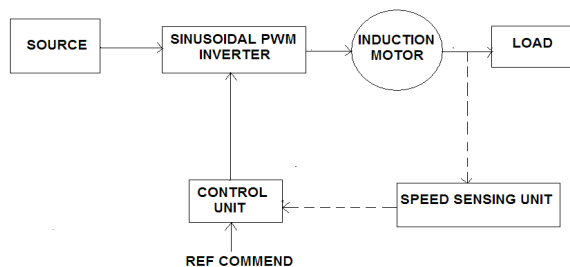 SOURCE
SINUSOIDAL PWM
INVERTER
INDUCTION
MOTOR
LOAD
CONTROL
UNIT
SPEED SENSING UNIT
REF COMMEND